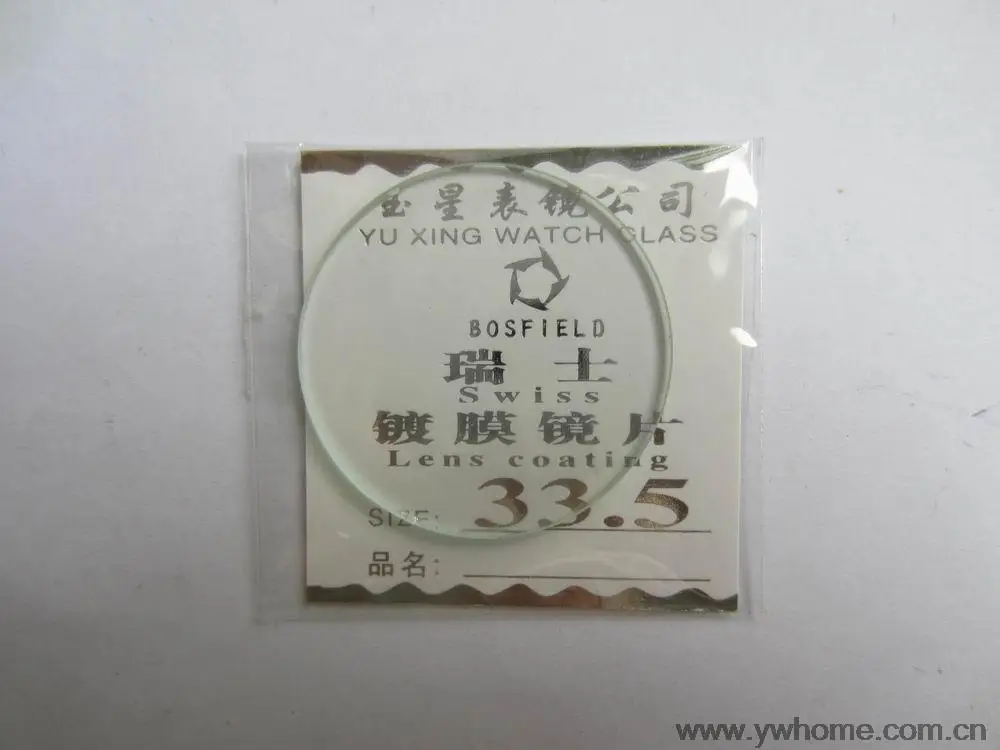 玉星表镜公司
YU XING WATCH GLASS
BOSFIELD
瑞士
Swiss
镀膜镜片
Lens coating
SIZE: 33.5
品名:
www.ywhome.com.cn